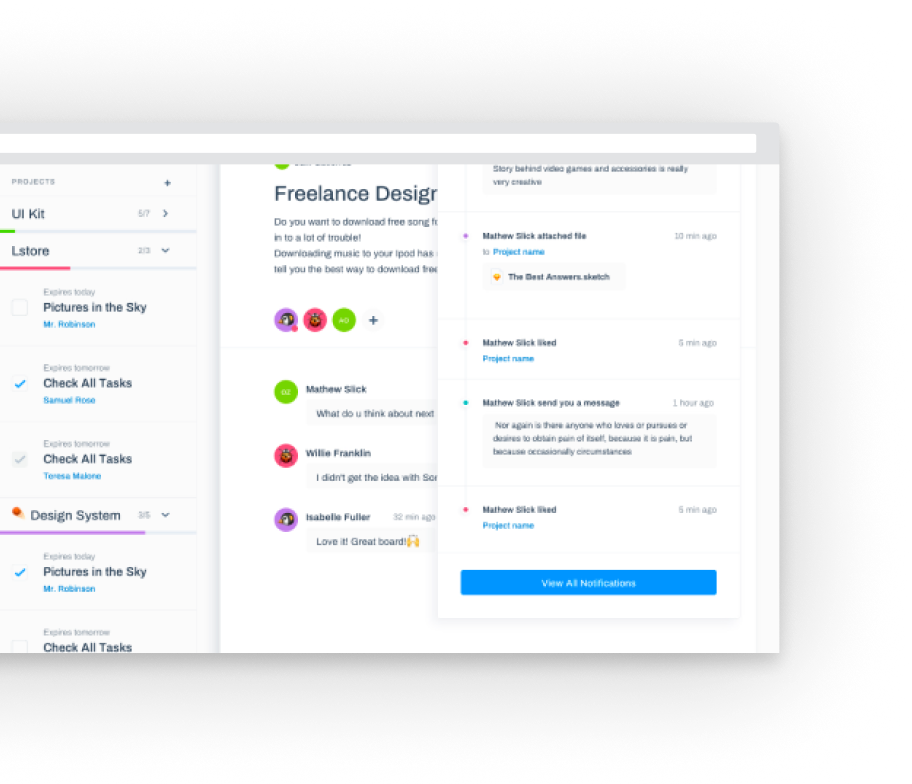 PROJECTS
+
UI Kit 5/7
Lstore 2/3
Expires today
Pictures in the Sky
Mr. Robinson
Expires tomorrow
Check All Tasks
Samuel Rose
Expires tomorrow
Check All Tasks
Teresa Malone
Design System 3/5
Expires today
Pictures in the Sky
Mr. Robinson
Expires tomorrow
Check All Tasks
Freelance Design
Do you want to download free song fo
in to a lot of trouble!
Downloading music to your Ipod has
tell you the best way to download free
AO
+
OZ
Mathew Slick
What do u think about next
Willie Franklin
I didn't get the idea with Son
Isabelle Fuller 32 min ago
Love it! Great board!🙌
Story behind video games and accessories is really
very creative
Mathew Slick attached file 10 min ago
to Project name
The Best Answers.sketch
Mathew Slick liked 5 min ago
Project name
Mathew Slick send you a message 1 hour ago
Nor again is there anyone who loves or pursues or
desires to obtain pain of itself, because it is pain, but
because occasionally circumstances
Mathew Slick liked 5 min ago
Project name
View All Notifications